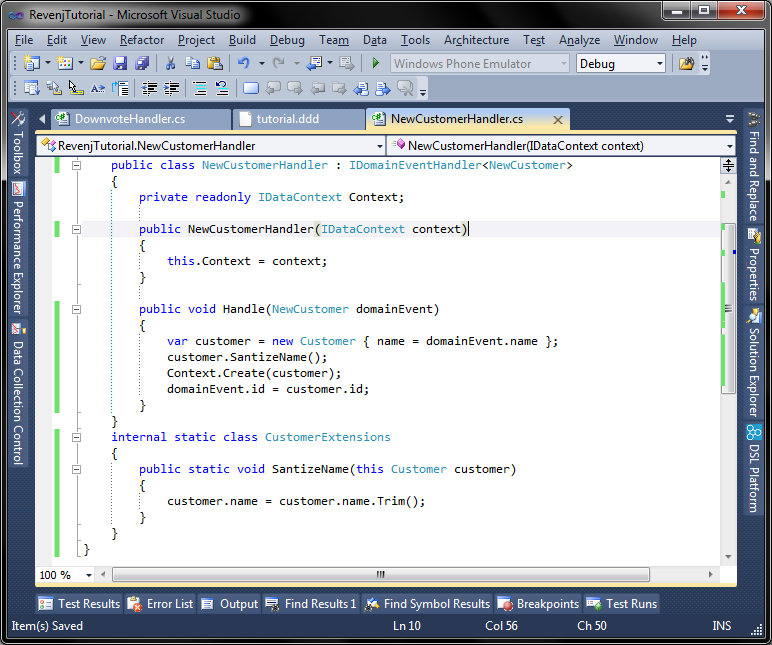 RevenjTutorial - Microsoft Visual Studio
File Edit View Refactor Project Build Debug Team Data Tools Architecture Test Analyze Window Help
Windows Phone Emulator Debug
DownvoteHandler.cs tutorial.ddd NewCustomerHandler.cs
RevenjTutorial.NewCustomerHandler NewCustomerHandler(IDataContext context)
public class NewCustomerHandler : IDomainEventHandler<NewCustomer>
{
private readonly IDataContext Context;
public NewCustomerHandler(IDataContext context)
{
this.Context = context;
}
public void Handle(NewCustomer domainEvent)
{
var customer = new Customer { name = domainEvent.name };
customer.SantizeName();
Context.Create(customer);
domainEvent.id = customer.id;
}
}
internal static class CustomerExtensions
{
public static void SantizeName(this Customer customer)
{
customer.name = customer.name.Trim();
}
}
}
100 %
Toolbox
Performance Explorer
Data Collection Control
Find and Replace
Properties
Solution Explorer
DSL Platform
Test Results Error List Output Find Results 1 Find Symbol Results Breakpoints Test Runs
Item(s) Saved Ln 10 Col 56 Ch 50 INS